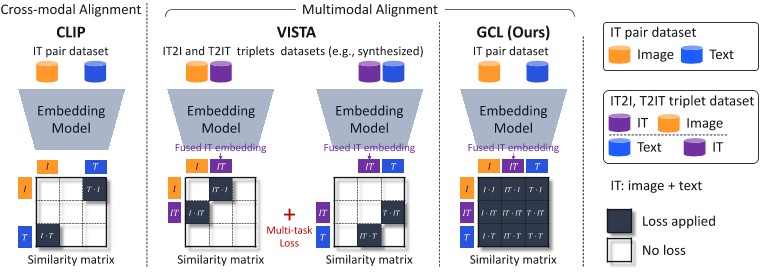 Cross-modal Alignment
Multimodal Alignment
CLIP
IT pair dataset
Embedding
Model
I
T
I
IT
T
T · I
I · T
Similarity matrix
VISTA
IT2I and T2IT triplets datasets (e.g., synthesized)
Embedding
Model
Fused IT embedding
I
IT
I
IT
T
IT · I
I · IT
Similarity matrix
+
Multi-task
Loss
Embedding
Model
Fused IT embedding
IT
T
IT
T
T · IT
IT · T
Similarity matrix
GCL (Ours)
IT pair dataset
Embedding
Model
Fused IT embedding
I
IT
T
I
IT
T
I · I
IT · I
T · I
I · IT
IT · IT
T · IT
I · T
IT · T
T · T
Similarity matrix
IT pair dataset
Image
Text
IT2I, T2IT triplet dataset
IT
Image
Text
IT
IT: image + text
Loss applied
No loss